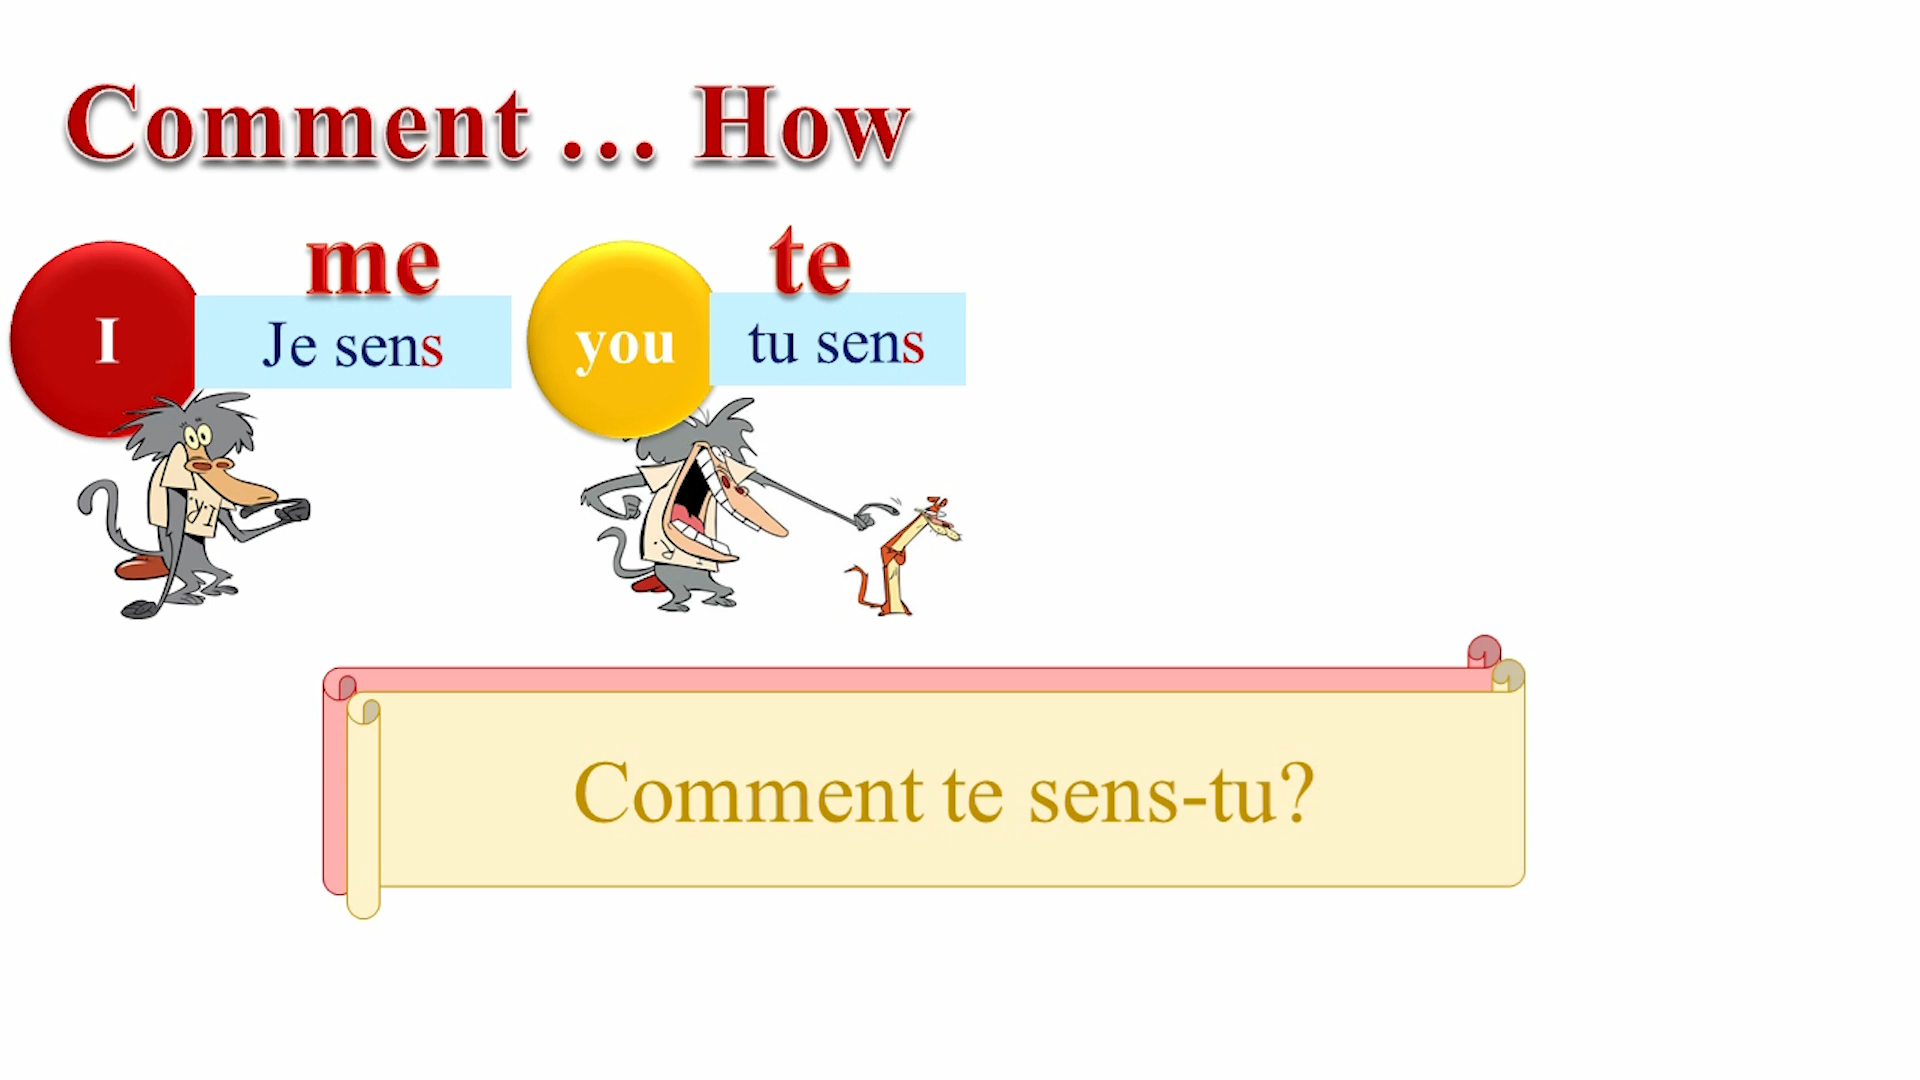 Comment … How
me
te
I
Je sens
you
tu sens
Comment te sens-tu?